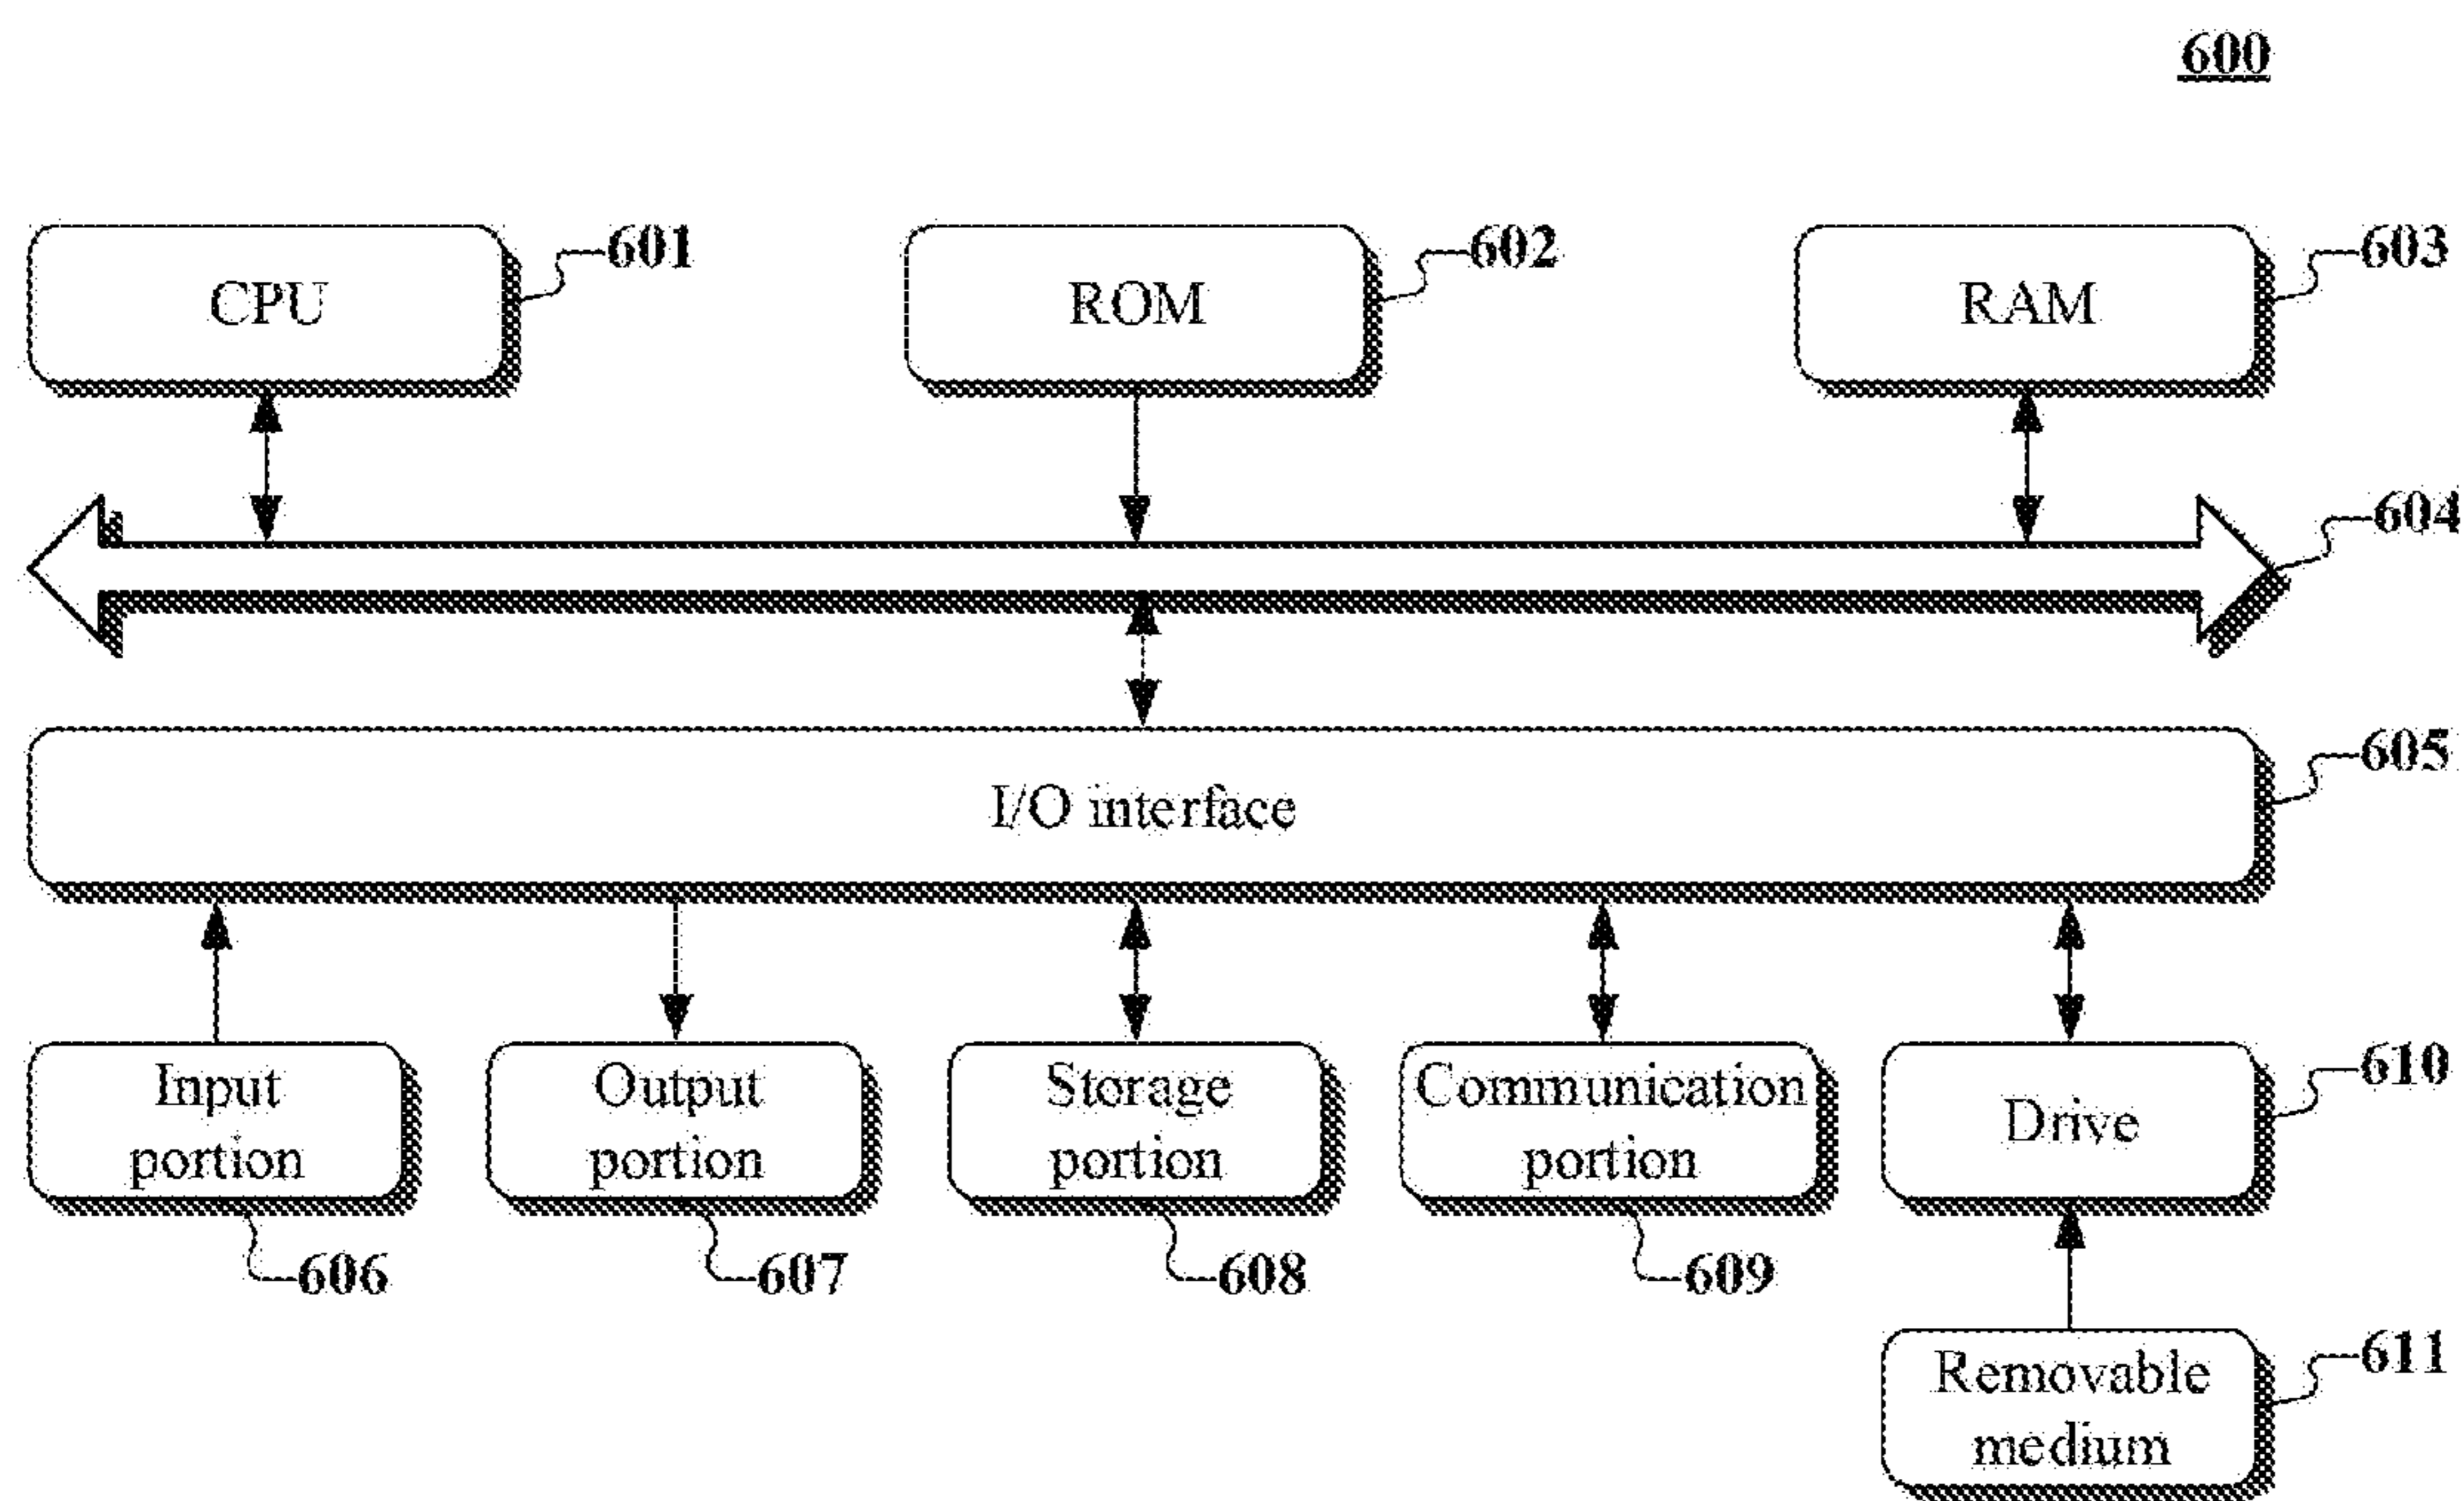 600
CPU
601
ROM
602
RAM
603
604
I/O interface
605
Input
portion
606
Output
portion
607
Storage
portion
608
Communication
portion
609
Drive
610
Removable
medium
611